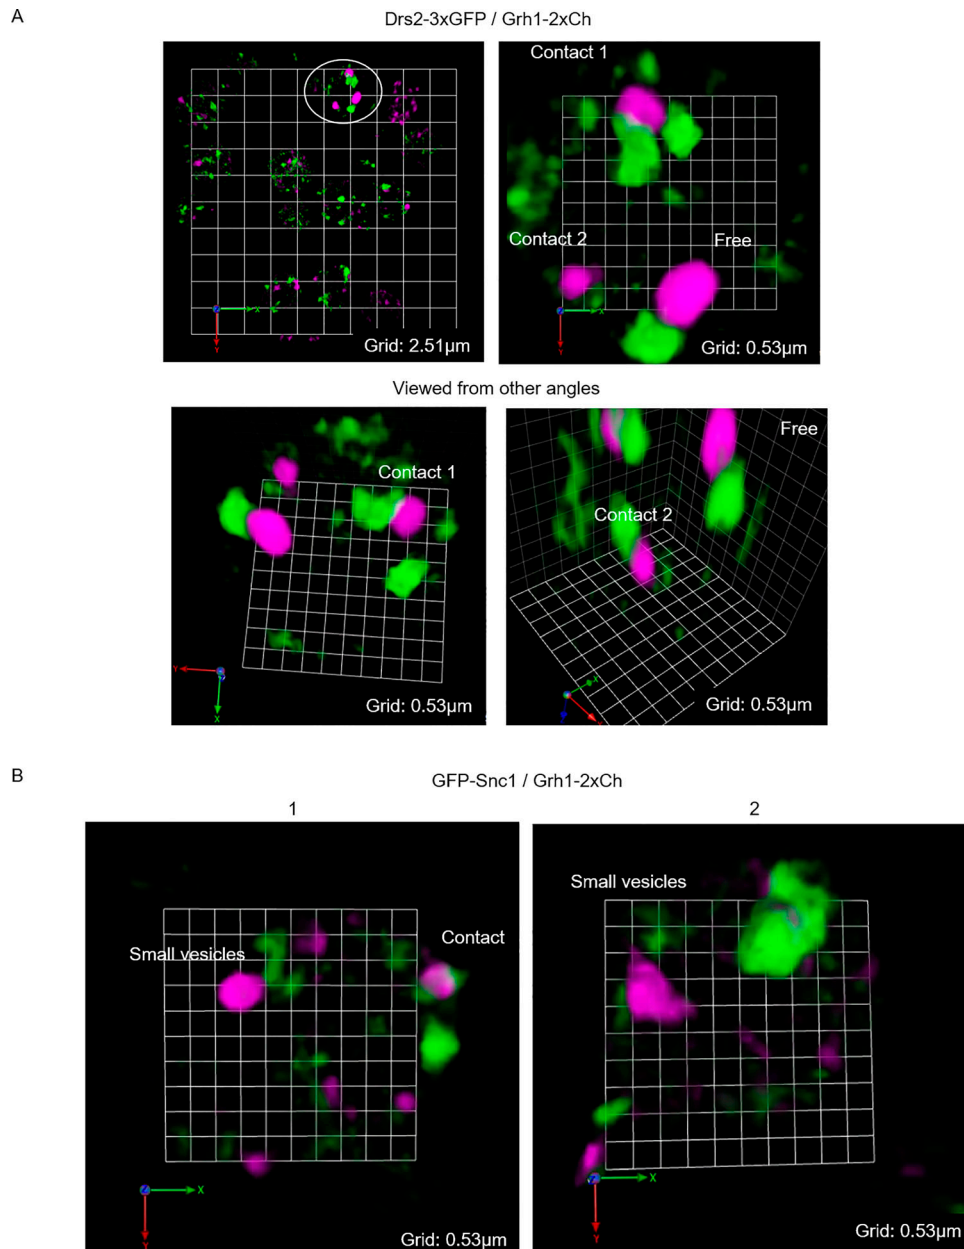 A
Drs2-3xGFP / Grh1-2xCh
Contact 1
Contact 2
Free
X
Y
Grid: 2.51µm
X
Y
Grid: 0.53µm
Viewed from other angles
Contact 1
Y
X
Grid: 0.53µm
Free
Contact 2
X
Grid: 0.53µm
B
GFP-Snc1 / Grh1-2xCh
1
2
Small vesicles
Contact
X
Y
Grid: 0.53µm
Small vesicles
X
Y
Grid: 0.53µm